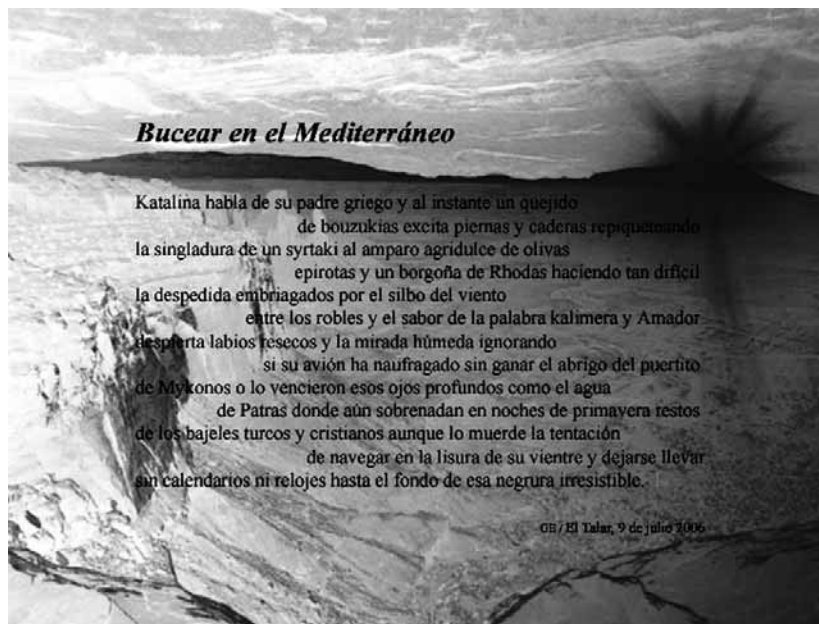 Bucear en el Mediterráneo
Katalina habla de su padre griego y al instante un quejido
de bouzukias excita piernas y caderas repiqueteando
la singladura de un syrtaki al amparo agridulce de olivas
epirotas y un borgoña de Rhodas haciendo tan difícil
la despedida embriagados por el silbo del viento
entre los robles y el sabor de la palabra kalimera y Amador
despierta labios resecos y la mirada húmeda ignorando
si su avión ha naufragado sin ganar el abrigo del puertito
de Mykonos o lo vencieron esos ojos profundos como el agua
de Patras donde aún sobrenadan en noches de primavera restos
de los bajeles turcos y cristianos aunque lo muerde la tentación
de navegar en la lisura de su vientre y dejarse llevar
sin calendarios ni relojes hasta el fondo de esa negrura irresistible.
GB / El Talar, 9 de julio 2006